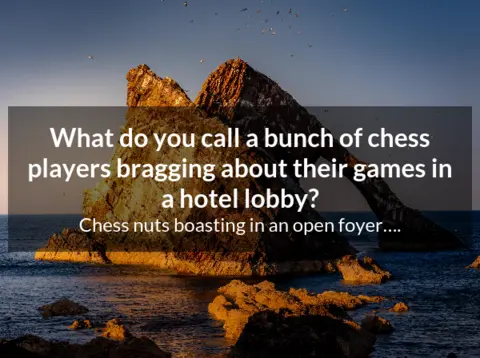 What do you call a bunch of chess
players bragging about their games in
a hotel lobby?
Chess nuts boasting in an open foyer....